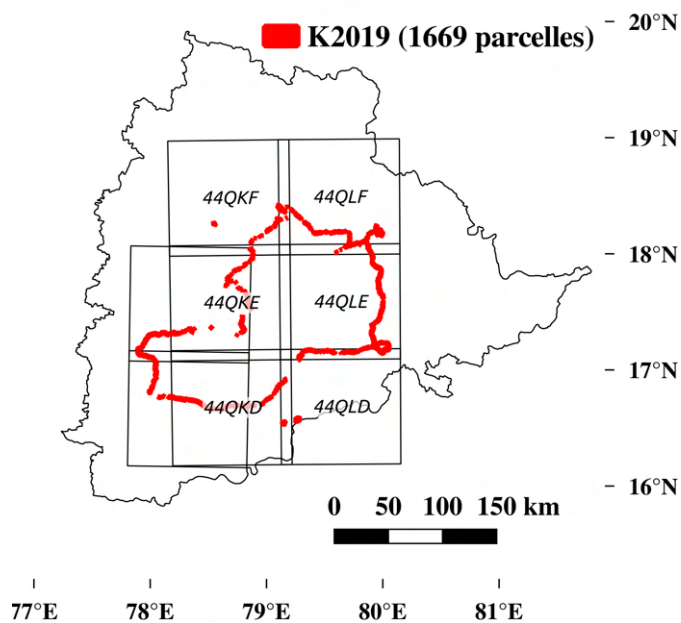 K2019 (1669 parcelles)
20°N
19°N
44QKF 44QLF
18°N
44QKE 44QLE
17°N
44QKD 44QLD
16°N
0 50 100 150 km
77°E 78°E 79°E 80°E 81°E